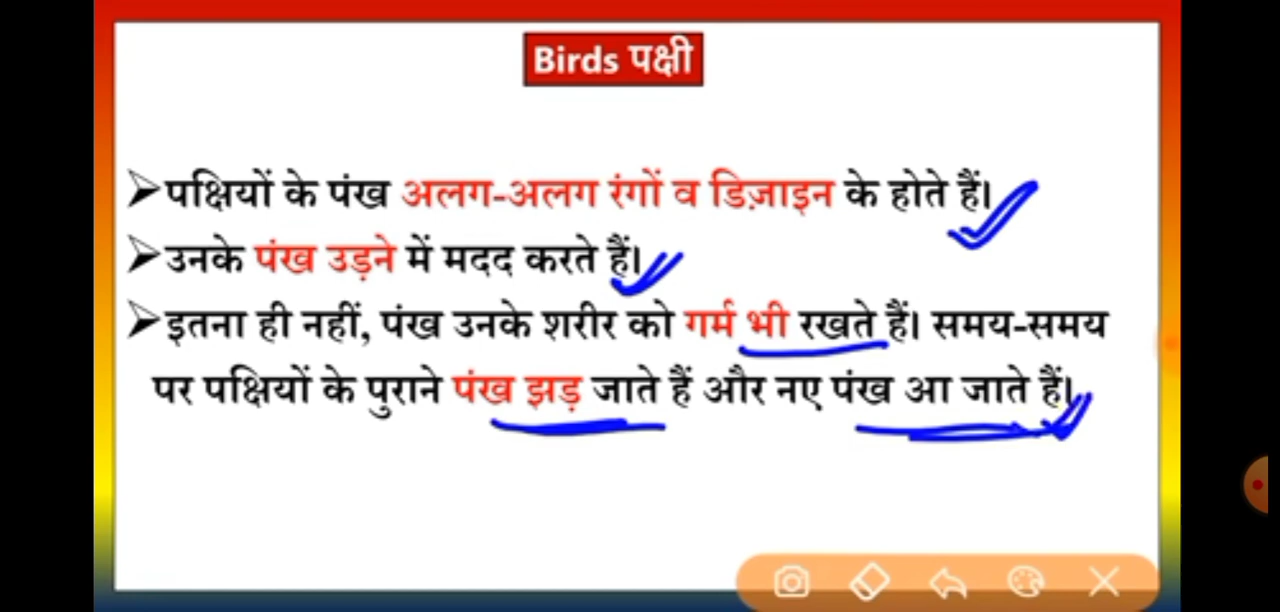 Birds पक्षी
➢पक्षियों के पंख अलग-अलग रंगों व डिज़ाइन के होते हैं।
➢उनके पंख उड़ने में मदद करते हैं।
➢इतना ही नहीं, पंख उनके शरीर को गर्म भी रखते हैं। समय-समय
पर पक्षियों के पुराने पंख झड़ जाते हैं और नए पंख आ जाते हैं।